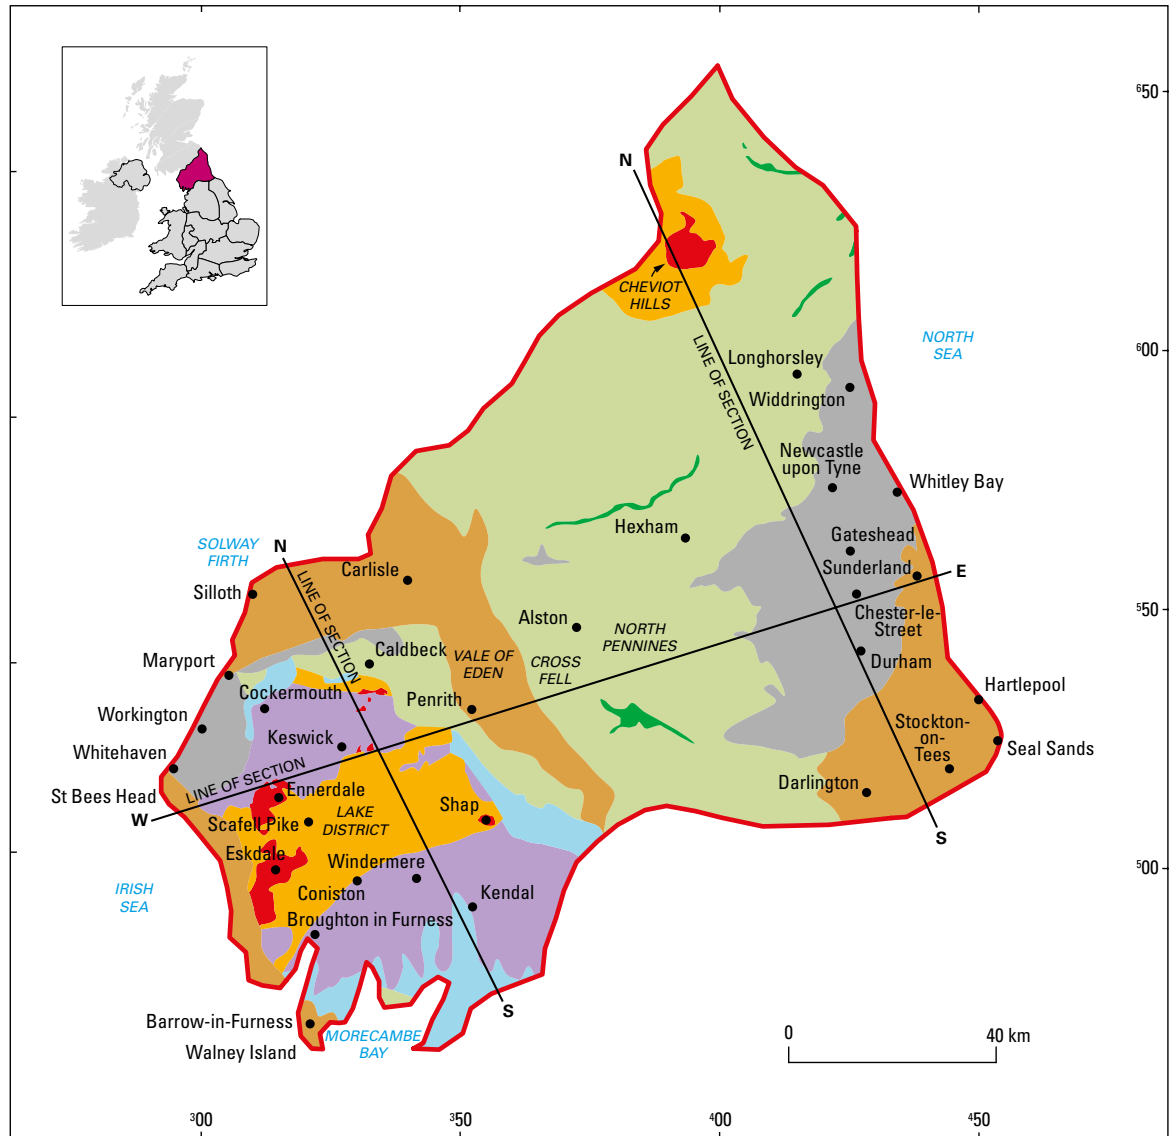 ⁶50
N
CHEVIOT
HILLS
NORTH
SEA
⁶00
LINE OF SECTION
Longhorsley
Widdrington
Newcastle
upon Tyne
Whitley Bay
Hexham
Gateshead
Sunderland
E
SOLWAY
FIRTH
N
Carlisle
Silloth
LINE OF SECTION
Chester-le-
Street
⁵50
Alston
NORTH
PENNINES
Durham
Maryport
Caldbeck
VALE OF
EDEN
CROSS
FELL
Cockermouth
Penrith
Hartlepool
Workington
Keswick
Stockton-
on-
Tees
Seal Sands
Whitehaven
LINE OF SECTION
Ennerdale
Darlington
St Bees Head
W
Scafell Pike
LAKE
DISTRICT
Shap
S
Eskdale
Windermere
⁵00
IRISH
SEA
Coniston
Kendal
Broughton in Furness
S
Barrow-in-Furness
Walney Island
MORECAMBE
BAY
0
40 km
³00
³50
⁴00
⁴50